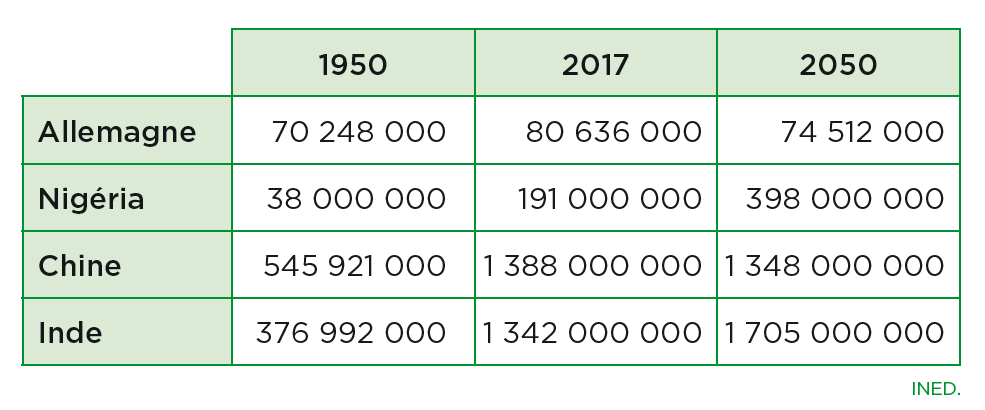 1950 2017 2050
Allemagne 70 248 000 80 636 000 74 512 000
Nigéria 38 000 000 191 000 000 398 000 000
Chine 545 921 000 1 388 000 000 1 348 000 000
Inde 376 992 000 1 342 000 000 1 705 000 000
INED.